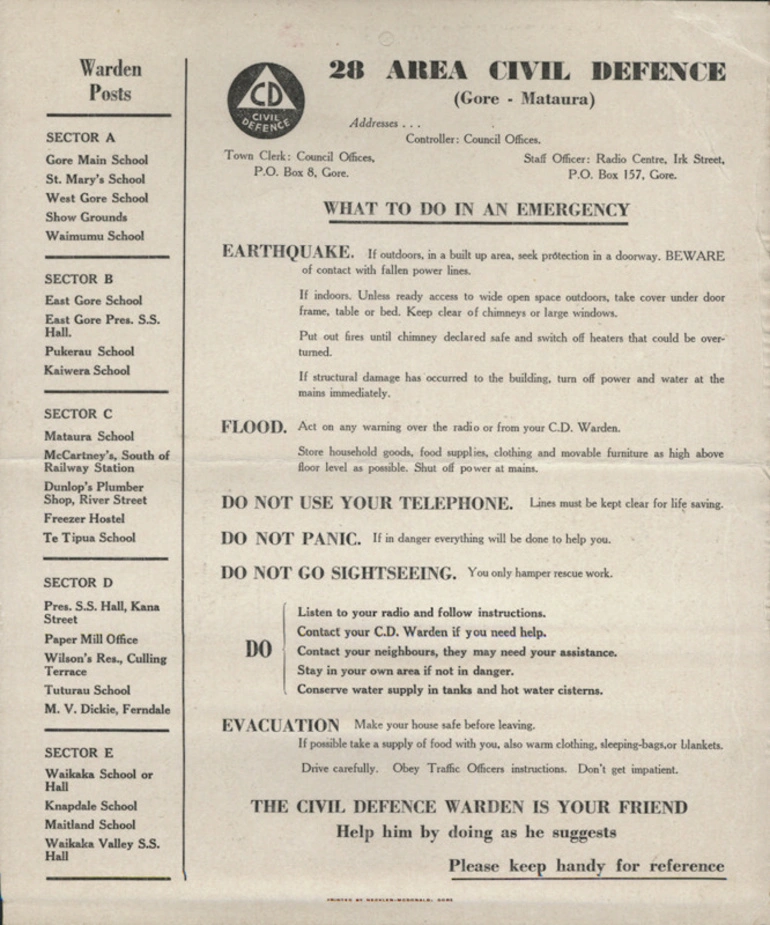 Warden
Posts
SECTOR A
Gore Main School
St. Mary's School
West Gore School
Show Grounds
Waimumu School
SECTOR B
East Gore School
East Gore Pres. S.S.
Hall.
Pukerau School
Kaiwera School
SECTOR C
Mataura School
McCartney's, South of
Railway Station
Dunlop's Plumber
Shop, River Street
Freezer Hostel
Te Tipua School
SECTOR D
Pres. S.S. Hall, Kana
Street
Paper Mill Office
Wilson's Res., Culling
Terrace
Tuturau School
M. V. Dickie, Ferndale
SECTOR E
Waikaka School or
Hall
Knapdale School
Maitland School
Waikaka Valley S.S.
Hall
CD
CIVIL
DEFENCE
28 AREA CIVIL DEFENCE
(Gore - Mataura)
Addresses . . .
Controller: Council Offices.
Town Clerk: Council Offices,
P.O. Box 8, Gore.
Staff Officer: Radio Centre, Irk Street,
P.O. Box 157, Gore.
WHAT TO DO IN AN EMERGENCY
EARTHQUAKE. If outdoors, in a built up area, seek protection in a doorway. BEWARE
of contact with fallen power lines.
If indoors. Unless ready access to wide open space outdoors, take cover under door
frame, table or bed. Keep clear of chimneys or large windows.
Put out fires until chimney declared safe and switch off heaters that could be over-
turned.
If structural damage has occurred to the building, turn off power and water at the
mains immediately.
FLOOD. Act on any warning over the radio or from your C.D. Warden.
Store household goods, food supplies, clothing and movable furniture as high above
floor level as possible. Shut off power at mains.
DO NOT USE YOUR TELEPHONE. Lines must be kept clear for life saving.
DO NOT PANIC. If in danger everything will be done to help you.
DO NOT GO SIGHTSEEING. You only hamper rescue work.
DO
Listen to your radio and follow instructions.
Contact your C.D. Warden if you need help.
Contact your neighbours, they may need your assistance.
Stay in your own area if not in danger.
Conserve water supply in tanks and hot water cisterns.
EVACUATION Make your house safe before leaving.
If possible take a supply of food with you, also warm clothing, sleeping-bags,or blankets.
Drive carefully. Obey Traffic Officers instructions. Don't get impatient.
THE CIVIL DEFENCE WARDEN IS YOUR FRIEND
Help him by doing as he suggests
Please keep handy for reference
PRINTED BY GORE